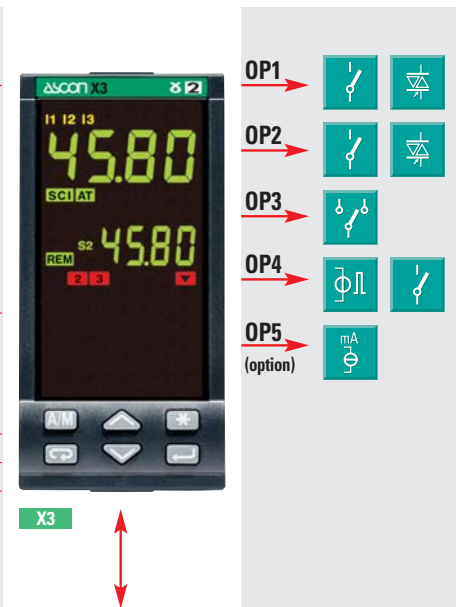 ascon X3 2
I1 I2 I3
45.80
SCI AT
REM S2 45.80
2 3
A/M
X3
OP1
OP2
OP3
OP4
OP5
(option)
mA